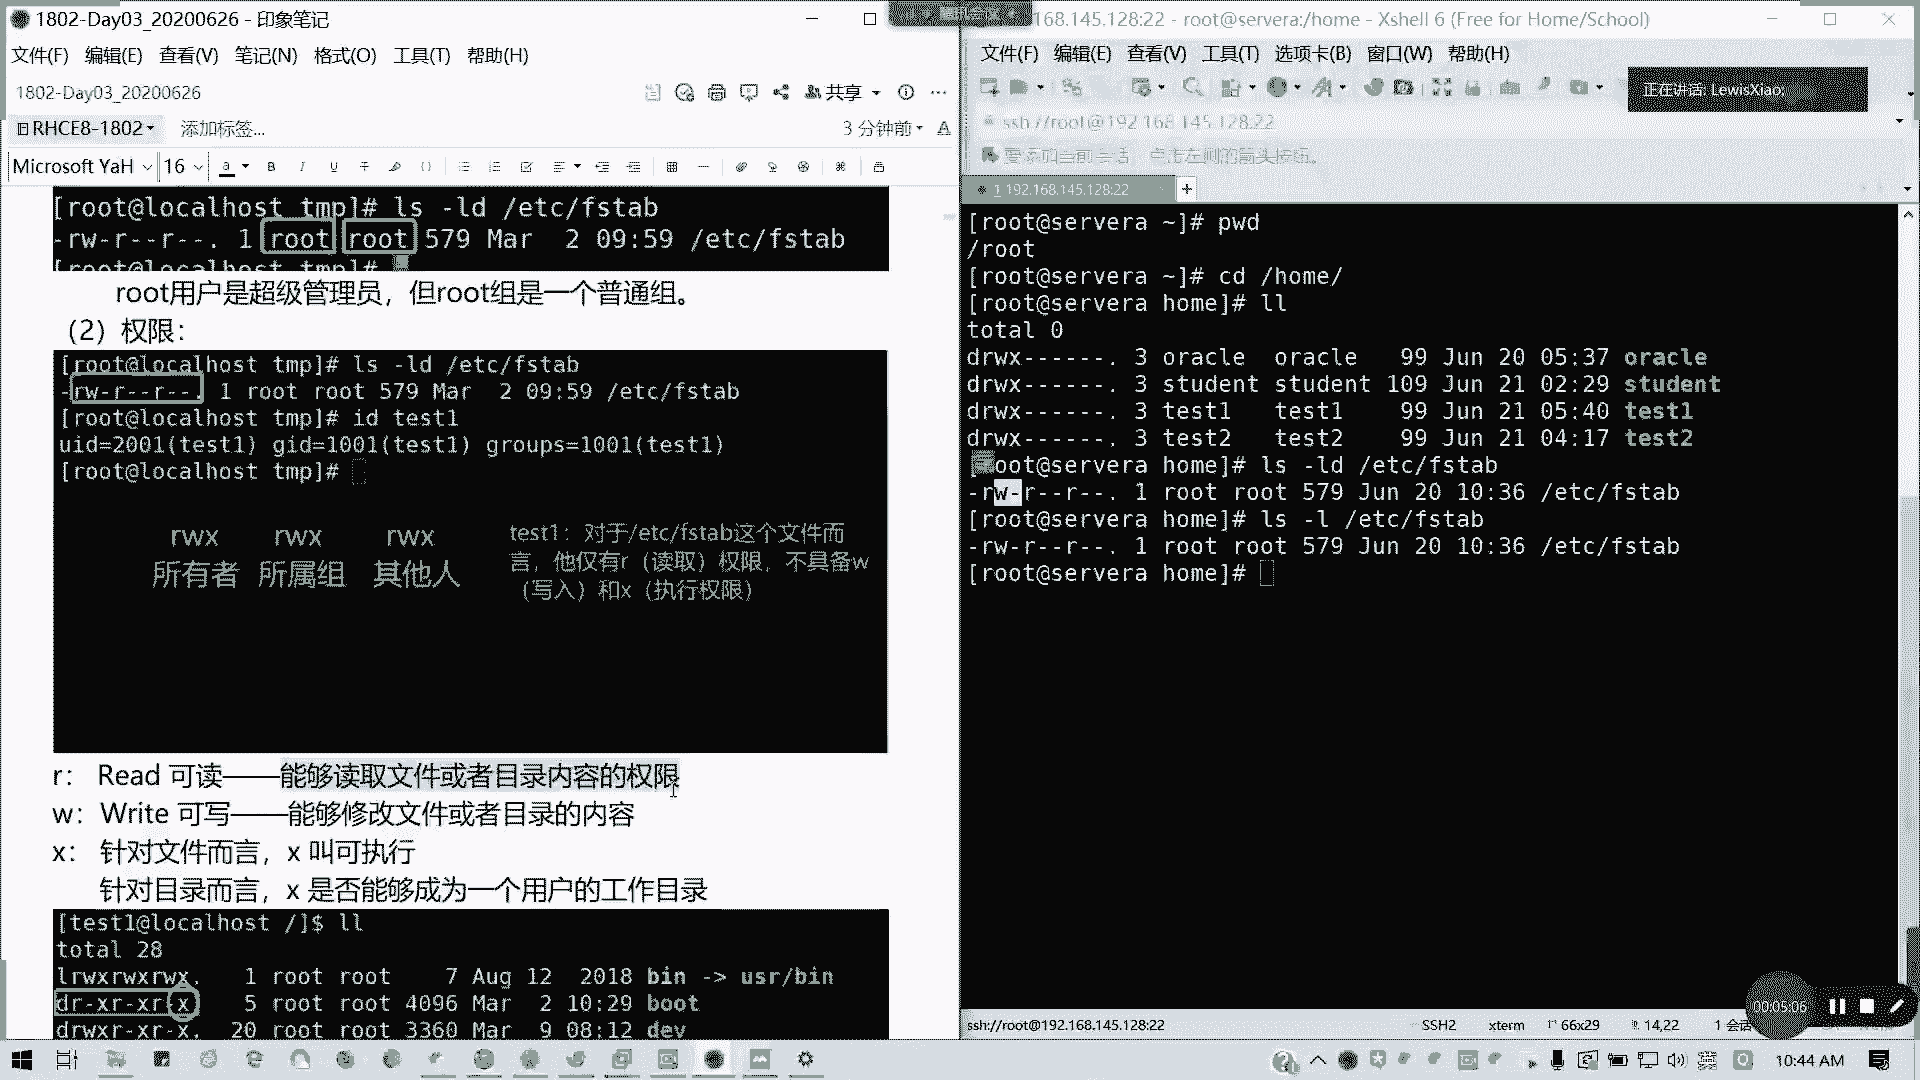 1802-Day03_20200626 - 印象笔记
文件(F) 编辑(E) 查看(V) 笔记(N) 格式(O) 工具(T) 帮助(H)
1802-Day03_20200626
共享
RHCE8-1802
添加标签...
3 分钟前
Microsoft YaH
16
[root@localhost tmp]# ls -ld /etc/fstab
-rw-r--r--. 1 root root 579 Mar  2 09:59 /etc/fstab
[root@localhost tmp]#
root用户是超级管理员，但root组是一个普通组。
（2）权限：
[root@localhost tmp]# ls -ld /etc/fstab
-rw-r--r--. 1 root root 579 Mar  2 09:59 /etc/fstab
[root@localhost tmp]# id test1
uid=2001(test1) gid=1001(test1) groups=1001(test1)
[root@localhost tmp]#
rwx rwx rwx
所有者 所属组 其他人
test1：对于/etc/fstab这个文件而
言，他仅有r（读取）权限，不具备w
（写入）和x（执行权限）
r： Read 可读——能够读取文件或者目录内容的权限
w：Write 可写——能够修改文件或者目录的内容
x： 针对文件而言，x 叫可执行
针对目录而言，x 是否能够成为一个用户的工作目录
[test1@localhost /]$ ll
total 28
lrwxrwxrwx.   1 root root    7 Aug 12  2018 bin -> usr/bin
dr-xr-xr-x.   5 root root 4096 Mar  2 10:29 boot
drwxr-xr-x.  20 root root 3360 Mar  9 08:12 dev
168.145.128:22 - root@servera:/home - Xshell 6 (Free for Home/School)
文件(F) 编辑(E) 查看(V) 工具(T) 选项卡(B) 窗口(W) 帮助(H)
正在讲话: LewisXiao;
ssh://root@192.168.145.128:22
要添加当前会话，点击左侧的箭头按钮。
1 192.168.145.128:22
[root@servera ~]# pwd
/root
[root@servera ~]# cd /home/
[root@servera home]# ll
total 0
drwx------. 3 oracle  oracle   99 Jun 20 05:37 oracle
drwx------. 3 student student 109 Jun 21 02:29 student
drwx------. 3 test1   test1    99 Jun 21 05:40 test1
drwx------. 3 test2   test2    99 Jun 21 04:17 test2
[root@servera home]# ls -ld /etc/fstab
-rw-r--r--. 1 root root 579 Jun 20 10:36 /etc/fstab
[root@servera home]# ls -l /etc/fstab
-rw-r--r--. 1 root root 579 Jun 20 10:36 /etc/fstab
[root@servera home]#
00:05:06
ssh://root@192.168.145.128:22
SSH2
xterm
66x29
14,22
1 会话
英
10:44 AM